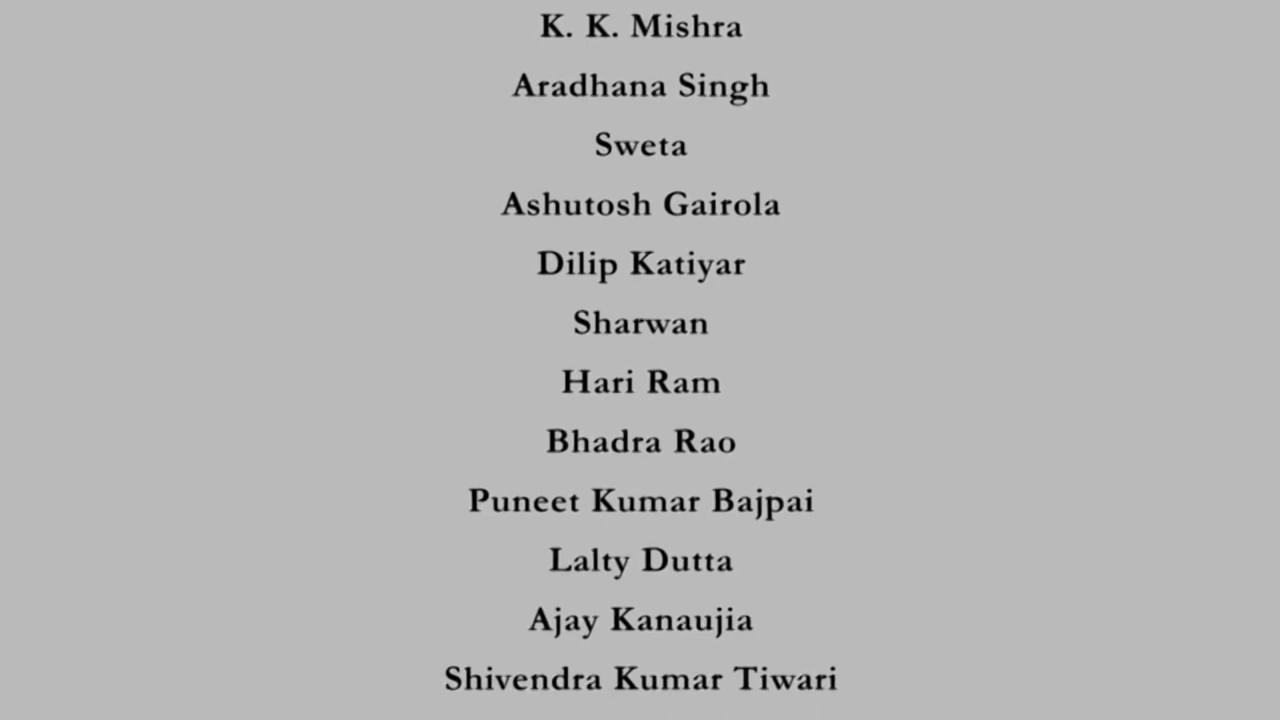 K. K. Mishra
Aradhana Singh
Sweta
Ashutosh Gairola
Dilip Katiyar
Sharwan
Hari Ram
Bhadra Rao
Puneet Kumar Bajpai
Lalty Dutta
Ajay Kanaujia
Shivendra Kumar Tiwari